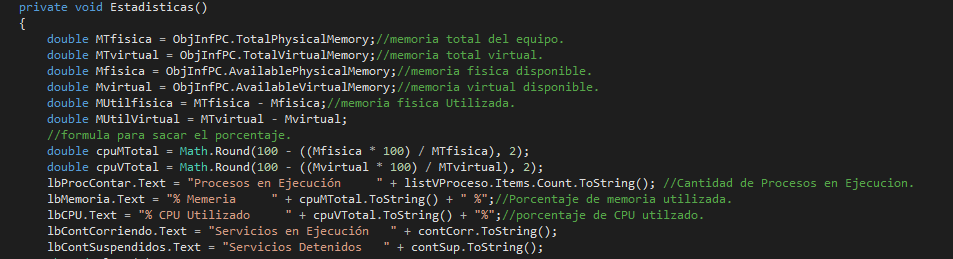 private void Estadisticas()
{
double MTfisica = ObjInfPC.TotalPhysicalMemory;//memoria total del equipo.
double MTvirtual = ObjInfPC.TotalVirtualMemory;//memoria total virtual.
double Mfisica = ObjInfPC.AvailablePhysicalMemory;//memoria fisica disponible.
double Mvirtual = ObjInfPC.AvailableVirtualMemory;//memoria virtual disponible.
double MUtilfisica = MTfisica - Mfisica;//memoria fisica Utilizada.
double MUtilVirtual = MTvirtual - Mvirtual;
//formula para sacar el porcentaje.
double cpuMTotal = Math.Round(100 - ((Mfisica * 100) / MTfisica), 2);
double cpuVTotal = Math.Round(100 - ((Mvirtual * 100) / MTvirtual), 2);
lbProcContar.Text = "Procesos en Ejecución     " + listVProceso.Items.Count.ToString(); //Cantidad de Procesos en Ejecucion.
lbMemoria.Text = "% Memeria     " + cpuMTotal.ToString() + " %";//Porcentaje de memoria utilizada.
lbCPU.Text = "% CPU Utilizado     " + cpuVTotal.ToString() + "%";//porcentaje de CPU utilzado.
lbContCorriendo.Text = "Servicios en Ejecución   " + contCorr.ToString();
lbContSuspendidos.Text = "Servicios Detenidos   " + contSup.ToString();